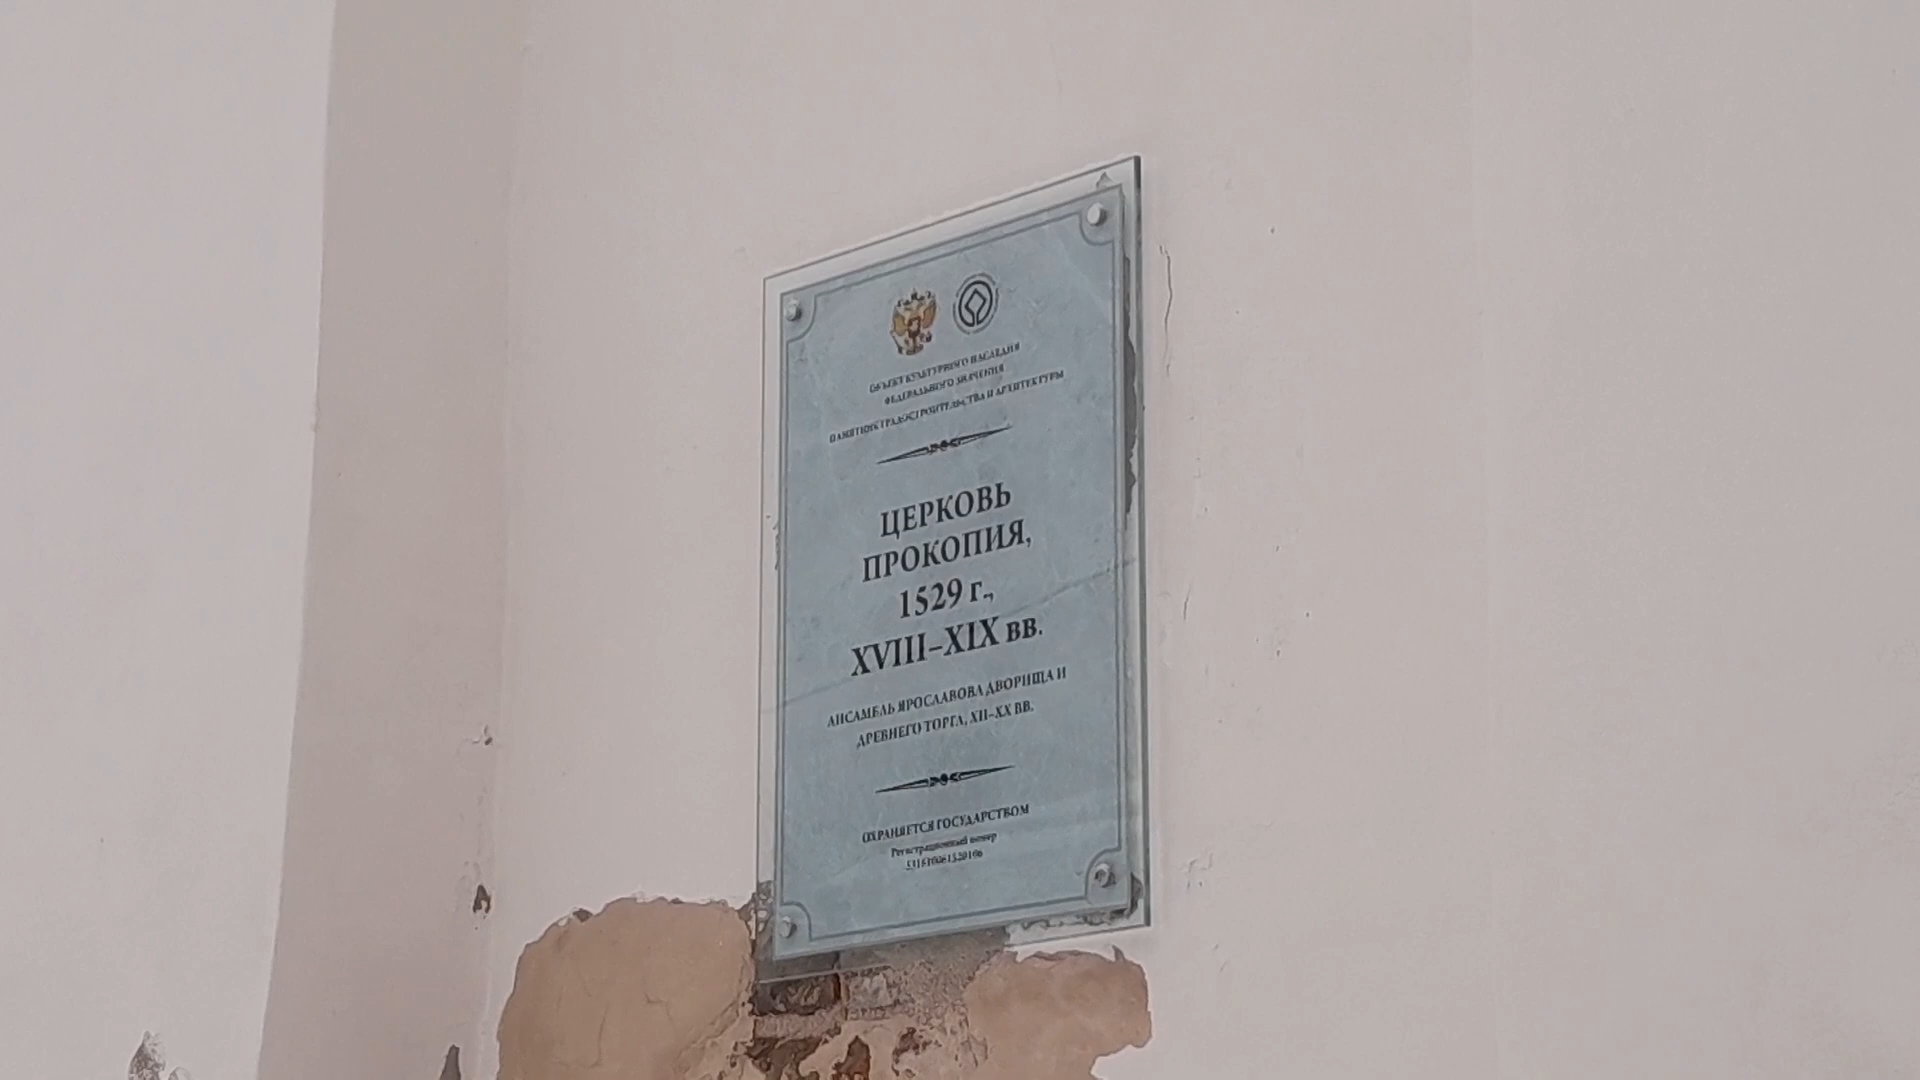 ОБЪЕКТ КУЛЬТУРНОГО НАСЛЕДИЯ
ФЕДЕРАЛЬНОГО ЗНАЧЕНИЯ
ПАМЯТНИК ГРАДОСТРОИТЕЛЬСТВА И АРХИТЕКТУРЫ
ЦЕРКОВЬ
ПРОКОПИЯ,
1529 г.,
XVIII–XIX вв.
АНСАМБЛЬ ЯРОСЛАВОВА ДВОРИЩА И
ДРЕВНЕГО ТОРГА, XII–XX ВВ.
ОХРАНЯЕТСЯ ГОСУДАРСТВОМ
Регистрационный номер